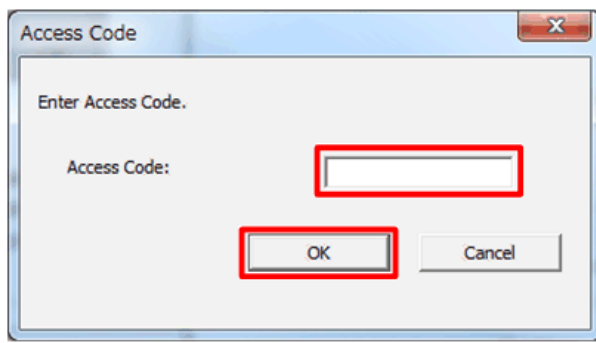 Access Code
Enter Access Code.
Access Code:
OK
Cancel